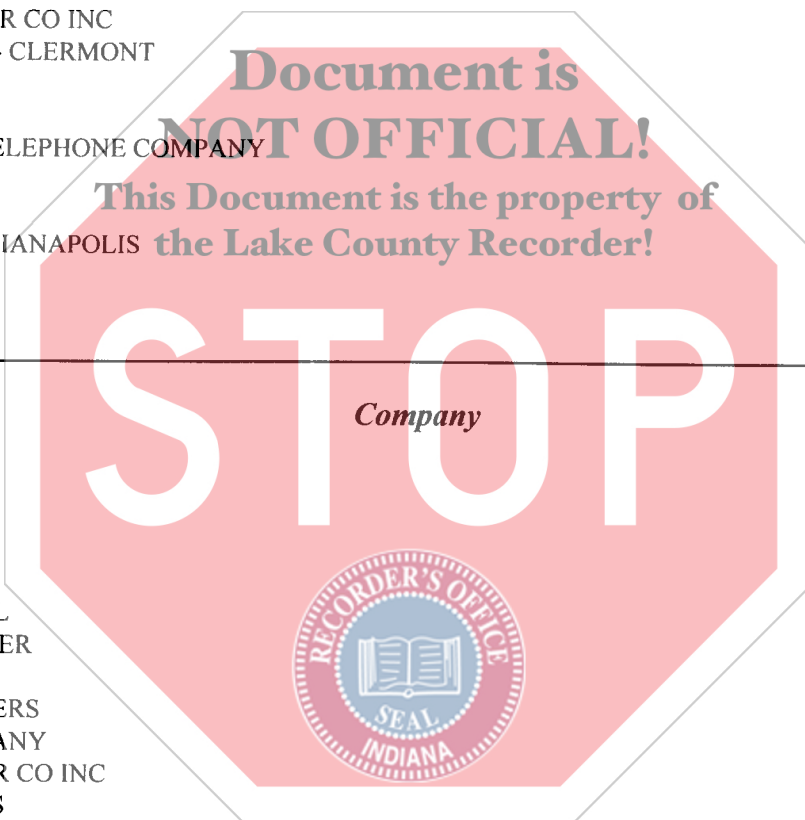 R CO INC
CLERMONT
Document is
NOT OFFICIAL!
ELEPHONE COMPANY
This Document is the property of
IANAPOLIS the Lake County Recorder!
STOP
Company
L
ER
ERS
ANY
R CO INC
S
RECORDER'S OFFICE
SEAL
INDIANA